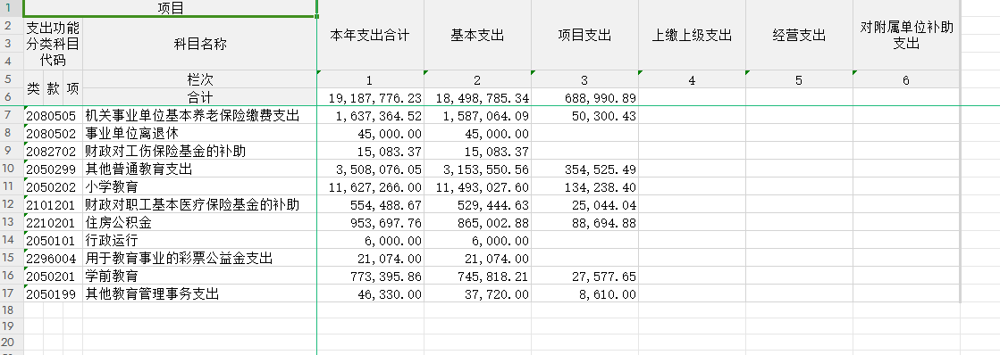 1 项目
2 支出功能 本年支出合计 基本支出 项目支出 上缴上级支出 经营支出 对附属单位补助
3 分类科目 科目名称 支出
4 代码
5 类 款 项 栏次 1 2 3 4 5 6
6 合计 19,187,776.23 18,498,785.34 688,990.89
7 2080505 机关事业单位基本养老保险缴费支出 1,637,364.52 1,587,064.09 50,300.43
8 2080502 事业单位离退休 45,000.00 45,000.00
9 2082702 财政对工伤保险基金的补助 15,083.37 15,083.37
10 2050299 其他普通教育支出 3,508,076.05 3,153,550.56 354,525.49
11 2050202 小学教育 11,627,266.00 11,493,027.60 134,238.40
12 2101201 财政对职工基本医疗保险基金的补助 554,488.67 529,444.63 25,044.04
13 2210201 住房公积金 953,697.76 865,002.88 88,694.88
14 2050101 行政运行 6,000.00 6,000.00
15 2296004 用于教育事业的彩票公益金支出 21,074.00 21,074.00
16 2050201 学前教育 773,395.86 745,818.21 27,577.65
17 2050199 其他教育管理事务支出 46,330.00 37,720.00 8,610.00
18
19
20